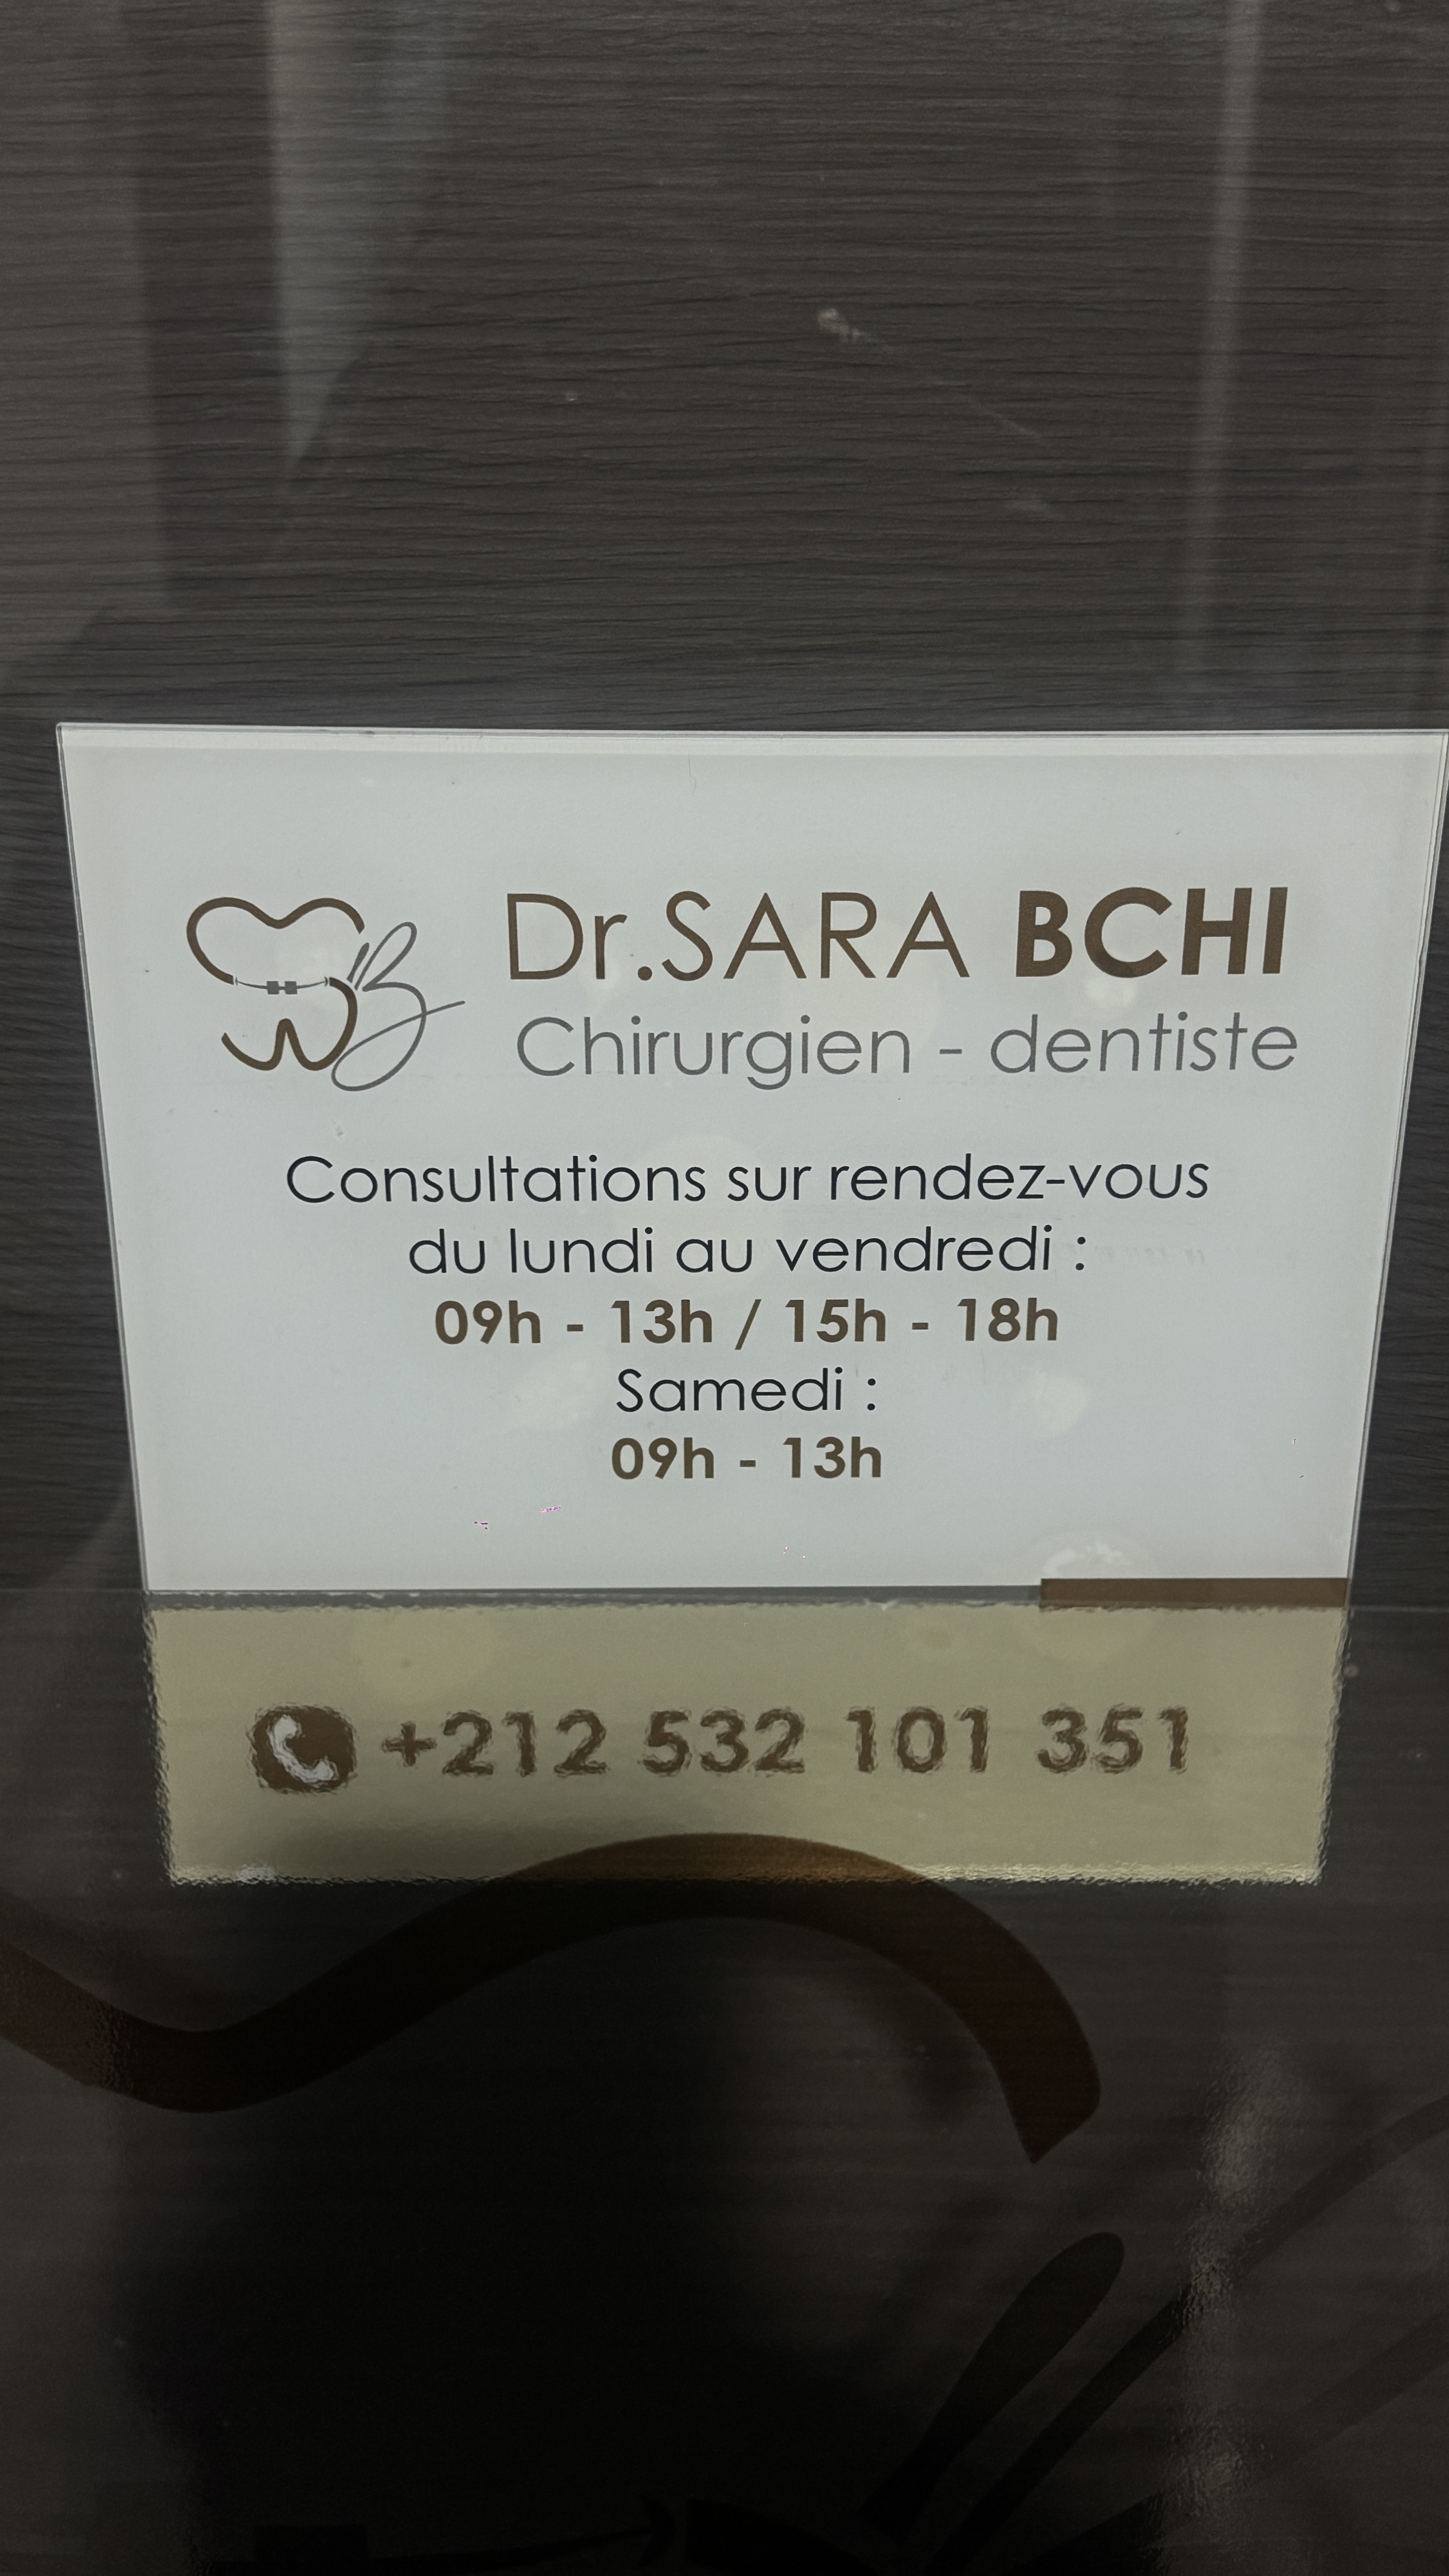 Dr.SARA BCHI
Chirurgien - dentiste
Consultations sur rendez-vous
du lundi au vendredi :
09h - 13h / 15h - 18h
Samedi :
09h - 13h
+212 532 101 351